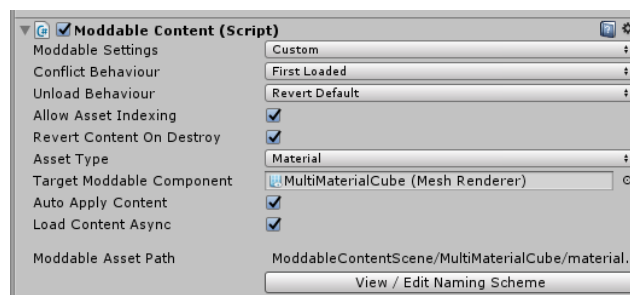 Moddable Content (Script)
Moddable Settings Custom
Conflict Behaviour First Loaded
Unload Behaviour Revert Default
Allow Asset Indexing
Revert Content On Destroy
Asset Type Material
Target Moddable Component MultiMaterialCube (Mesh Renderer)
Auto Apply Content
Load Content Async
Moddable Asset Path ModdableContentScene/MultiMaterialCube/material.
View / Edit Naming Scheme